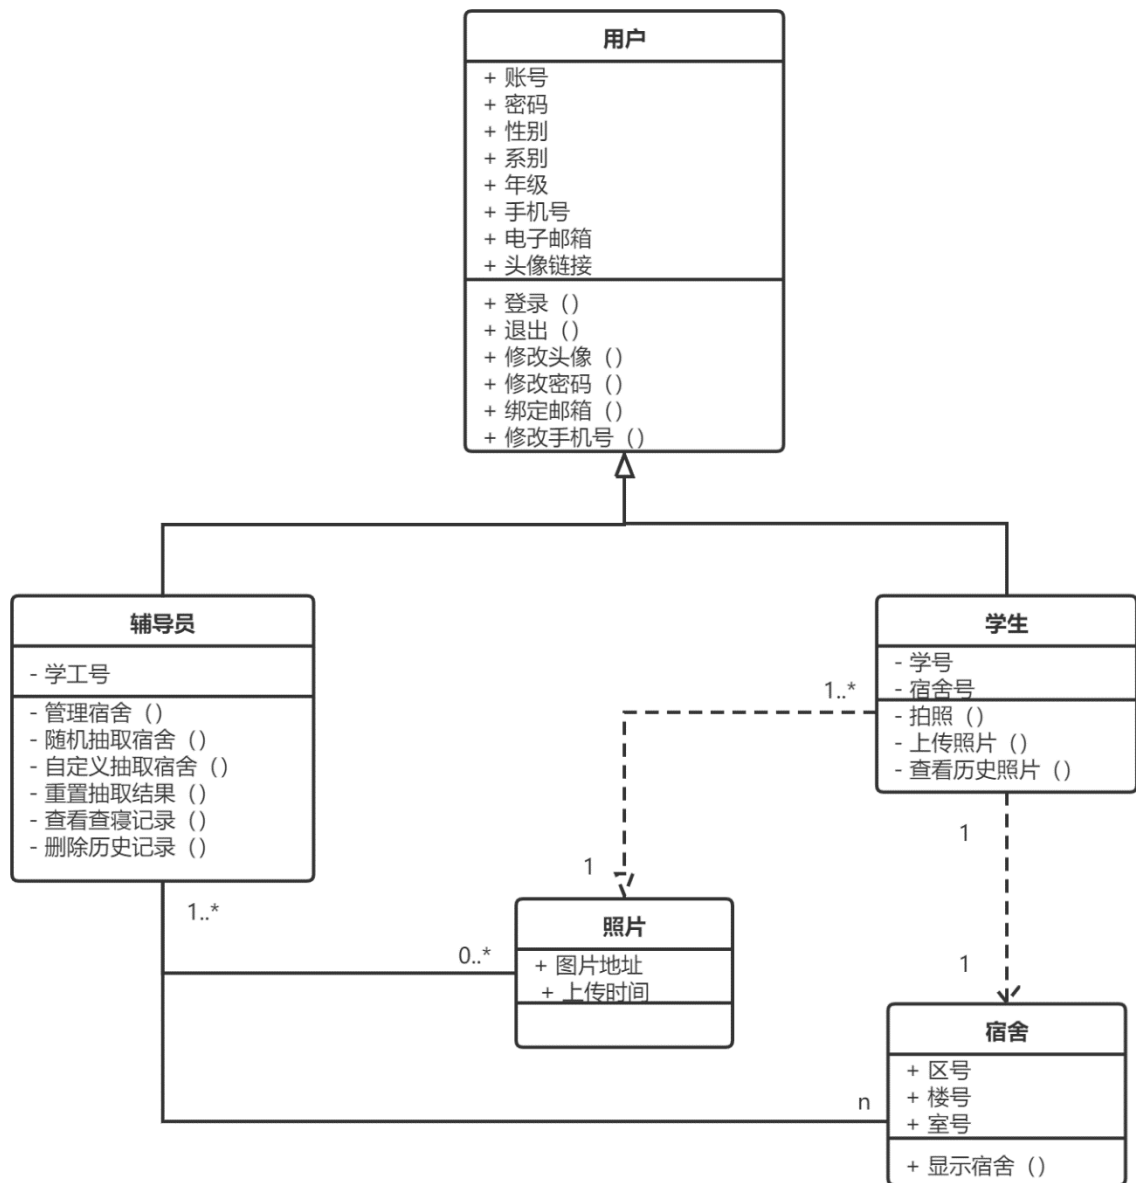 用户
+ 账号
+ 密码
+ 性别
+ 系别
+ 年级
+ 手机号
+ 电子邮箱
+ 头像链接
+ 登录（）
+ 退出（）
+ 修改头像（）
+ 修改密码（）
+ 绑定邮箱（）
+ 修改手机号（）
辅导员
- 学工号
- 管理宿舍（）
- 随机抽取宿舍（）
- 自定义抽取宿舍（）
- 重置抽取结果（）
- 查看查寝记录（）
- 删除历史记录（）
学生
- 学号
- 宿舍号
- 拍照（）
- 上传照片（）
- 查看历史照片（）
1..*
1
1
1..*
0..*
照片
+ 图片地址
+ 上传时间
1
n
宿舍
+ 区号
+ 楼号
+ 室号
+ 显示宿舍（）